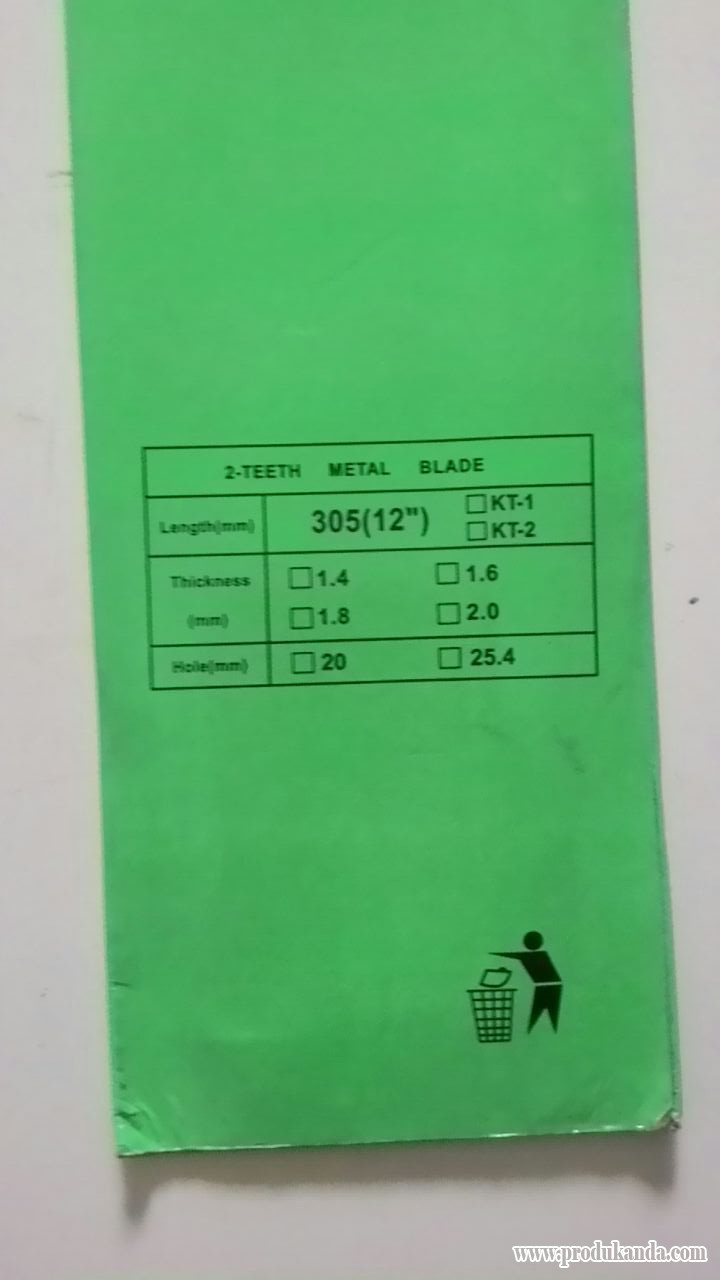 2-TEETH METAL BLADE
Length(mm) 305(12") □KT-1
□KT-2
Thickness □1.4 □1.6
(mm) □1.8 □2.0
Hole(mm) □20 □25.4
www.produkanda.com